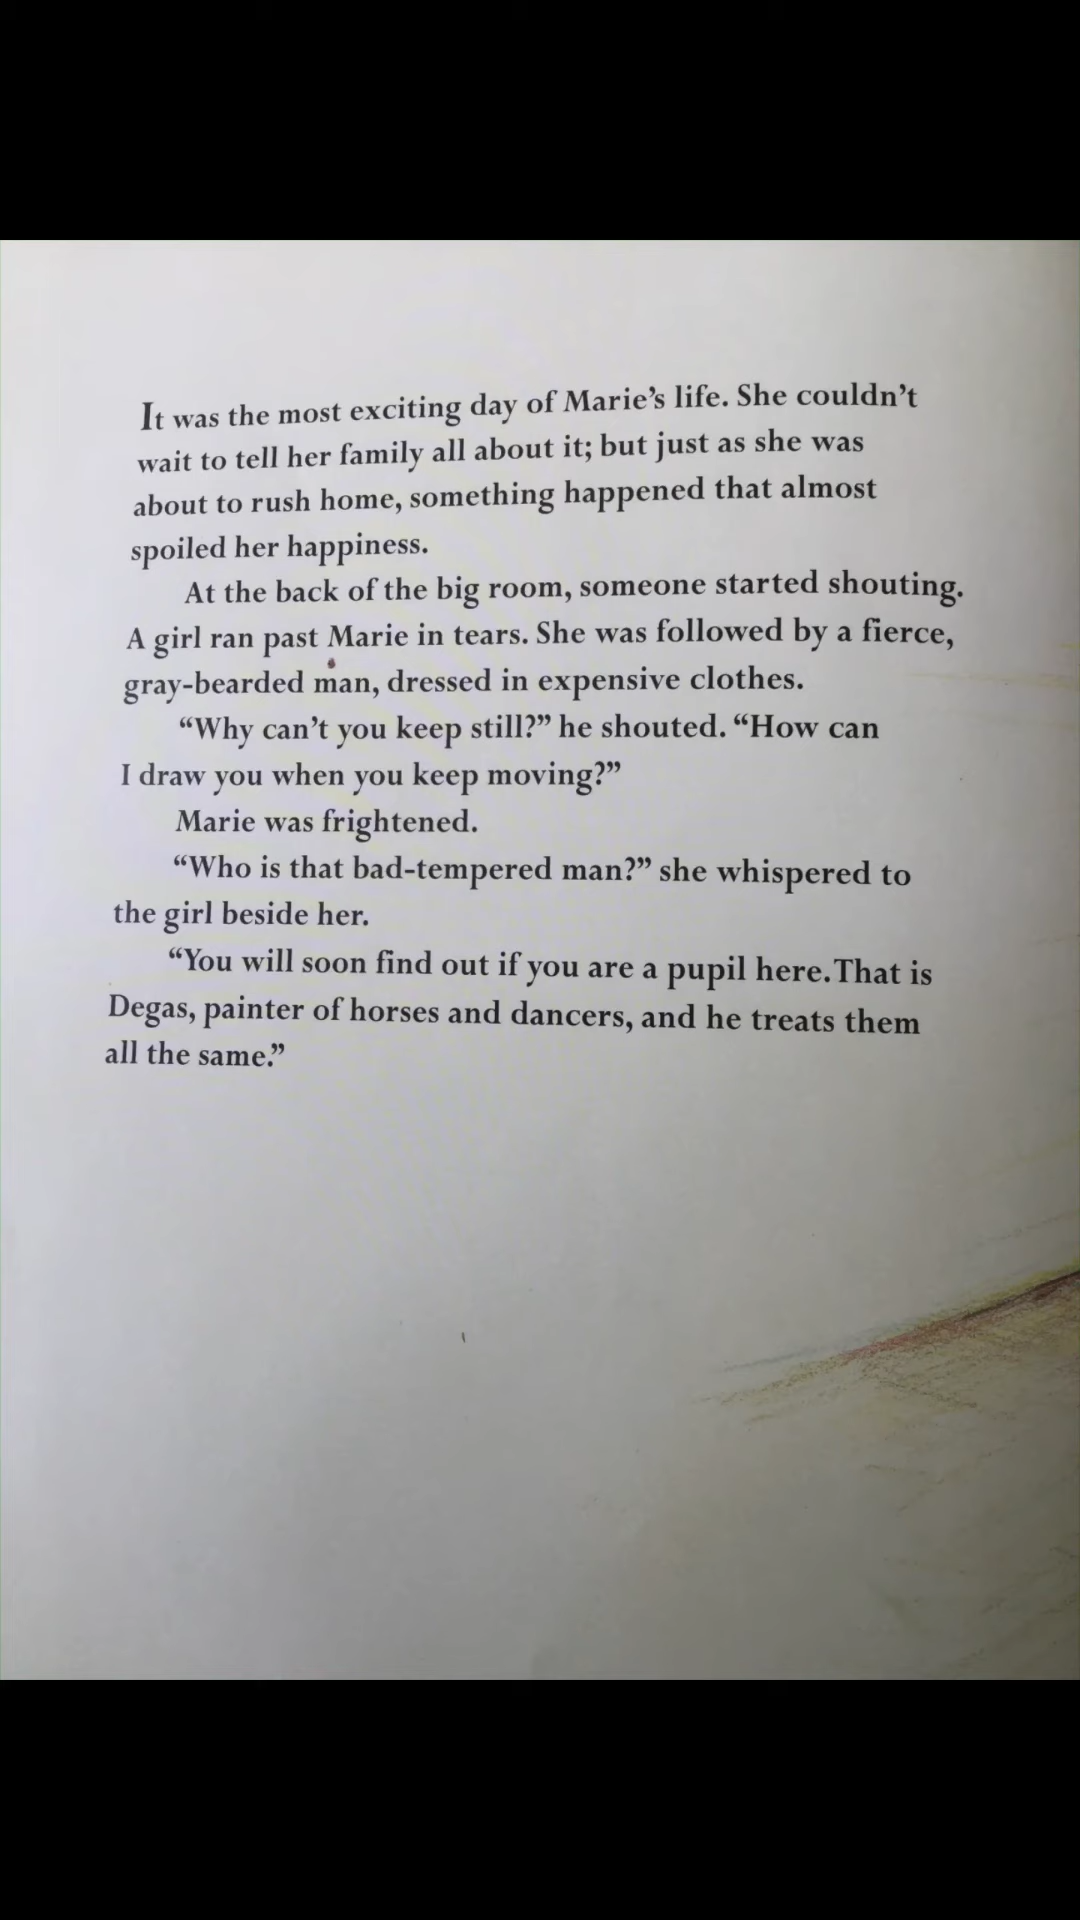 It was the most exciting day of Marie's life. She couldn't
wait to tell her family all about it; but just as she was
about to rush home, something happened that almost
spoiled her happiness.
At the back of the big room, someone started shouting.
A girl ran past Marie in tears. She was followed by a fierce,
gray-bearded man, dressed in expensive clothes.
“Why can't you keep still?” he shouted. “How can
I draw you when you keep moving?”
Marie was frightened.
“Who is that bad-tempered man?” she whispered to
the girl beside her.
“You will soon find out if you are a pupil here. That is
Degas, painter of horses and dancers, and he treats them
all the same.”